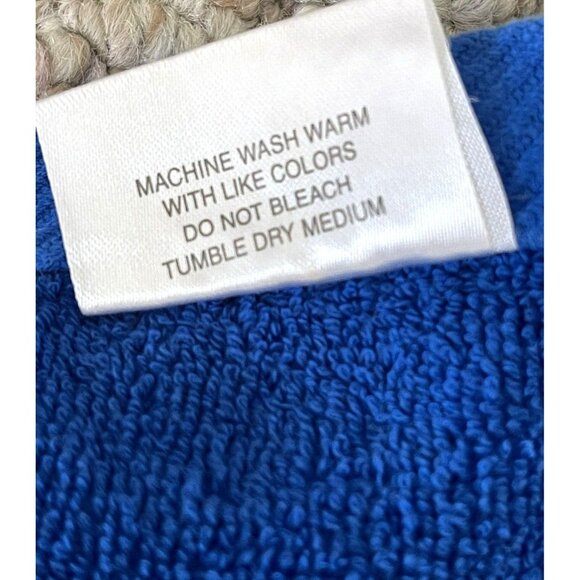 MACHINE WASH WARM
WITH LIKE COLORS
DO NOT BLEACH
TUMBLE DRY MEDIUM